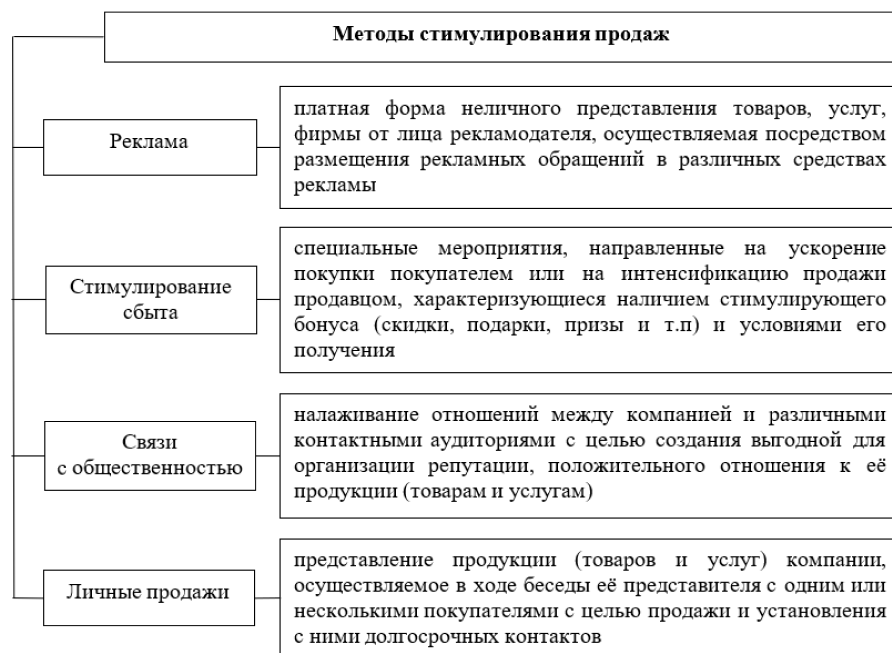 Методы стимулирования продаж
Реклама
платная форма неличного представления товаров, услуг,
фирмы от лица рекламодателя, осуществляемая посредством
размещения рекламных обращений в различных средствах
рекламы
Стимулирование
сбыта
специальные мероприятия, направленные на ускорение
покупки покупателем или на интенсификацию продажи
продавцом, характеризующиеся наличием стимулирующего
бонуса (скидки, подарки, призы и т.п) и условиями его
получения
Связи
с общественностью
налаживание отношений между компанией и различными
контактными аудиториями с целью создания выгодной для
организации репутации, положительного отношения к её
продукции (товарам и услугам)
Личные продажи
представление продукции (товаров и услуг) компании,
осуществляемое в ходе беседы её представителя с одним или
несколькими покупателями с целью продажи и установления
с ними долгосрочных контактов